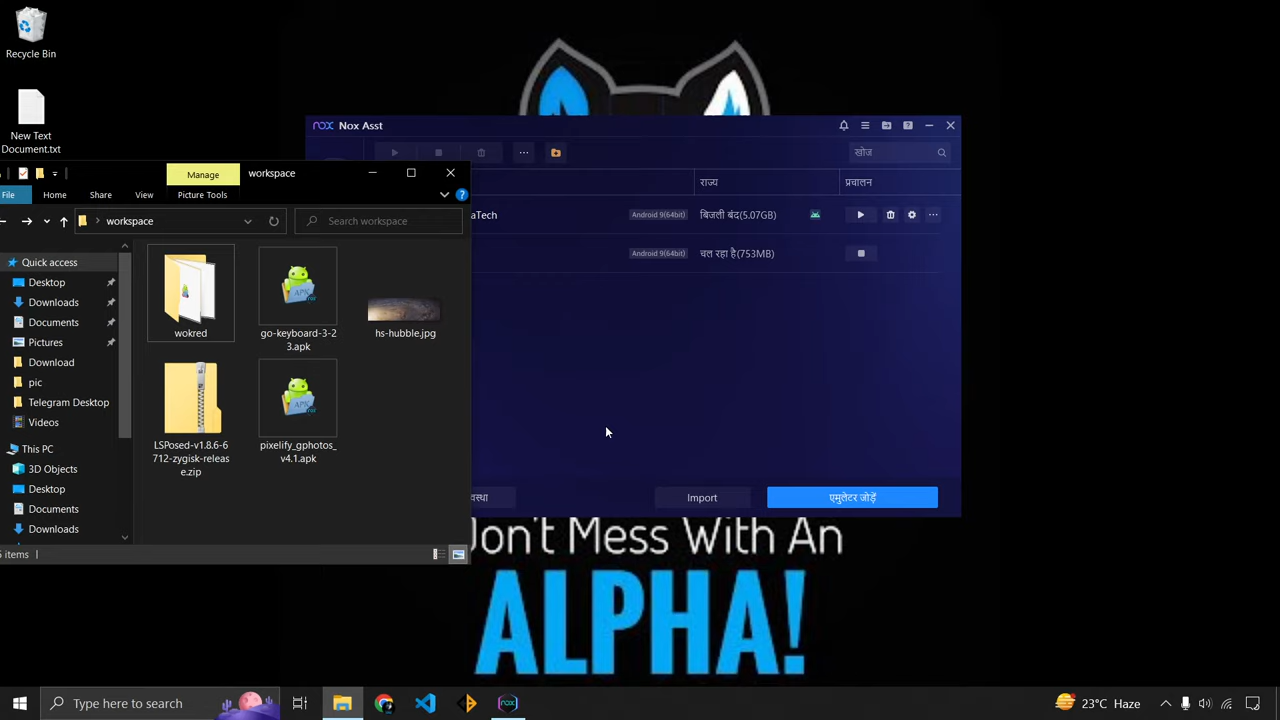 Recycle Bin
New Text
Document.txt
nox Nox Asst
खोज
राज्य
प्रचालन
Android 9(64bit)
बिजली बंद(5.07GB)
Android 9(64bit)
चल रहा है(753MB)
Import
एमुलेटर जोड़ें
Manage
workspace
File
Home
Share
View
Picture Tools
workspace
Search workspace
Quick access
Desktop
Downloads
Documents
Pictures
Download
pic
Telegram Desktop
Videos
This PC
3D Objects
Desktop
Documents
Downloads
wokred
go-keyboard-3-2
3.apk
hs-hubble.jpg
LSPosed-v1.8.6-6
712-zygisk-releas
e.zip
pixelify_gphotos_
v4.1.apk
items
Don't Mess With An
ALPHA!
Type here to search
nox
23°C Haze